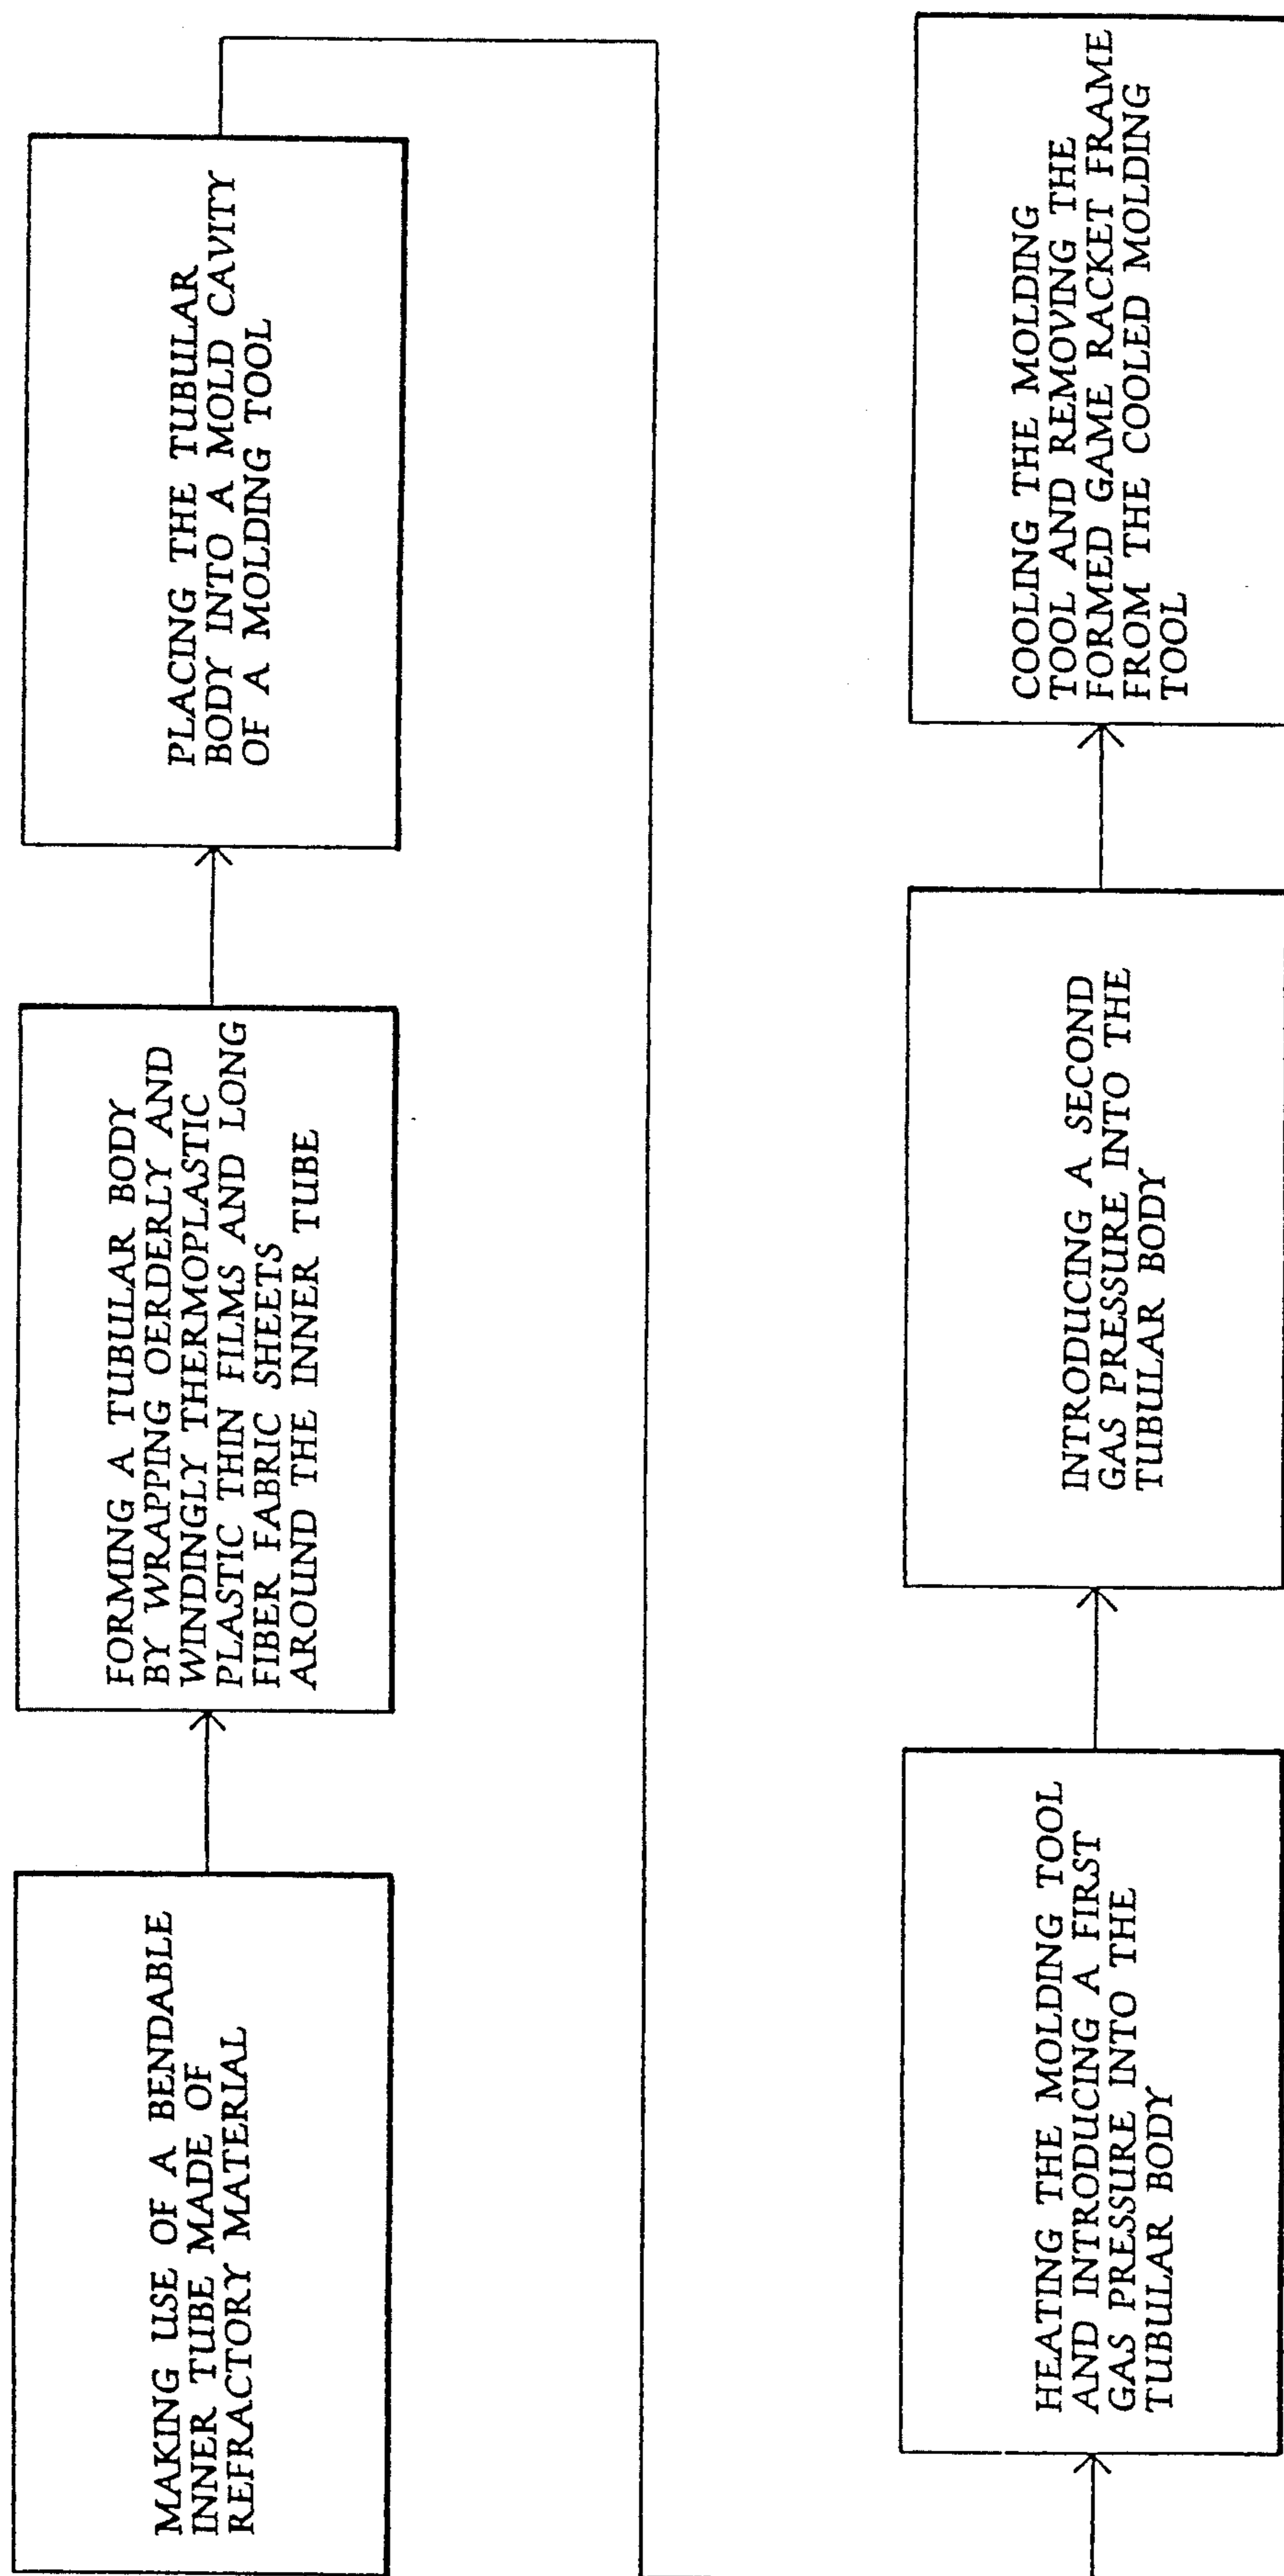 MAKING USE OF A BENDABLE
INNER TUBE MADE OF
REFRACTORY MATERIAL
FORMING A TUBULAR BODY
BY WRAPPING OERDERLY AND
WINDINGLY THERMOPLASTIC
PLASTIC THIN FILMS AND LONG
FIBER FABRIC SHEETS
AROUND THE INNER TUBE
PLACING THE TUBULAR
BODY INTO A MOLD CAVITY
OF A MOLDING TOOL
HEATING THE MOLDING TOOL
AND INTRODUCING A FIRST
GAS PRESSURE INTO THE
TUBULAR BODY
INTRODUCING A SECOND
GAS PRESSURE INTO THE
TUBULAR BODY
COOLING THE MOLDING
TOOL AND REMOVING THE
FORMED GAME RACKET FRAME
FROM THE COOLED MOLDING
TOOL